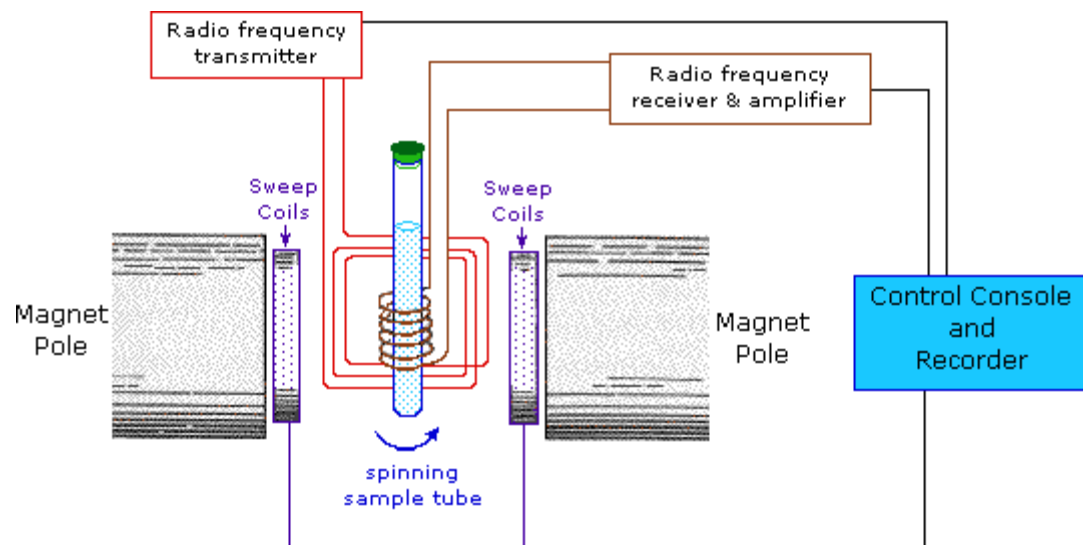 Radio frequency
transmitter
Radio frequency
receiver & amplifier
Sweep
Coils
Sweep
Coils
Magnet
Pole
Magnet
Pole
Control Console
and
Recorder
spinning
sample tube